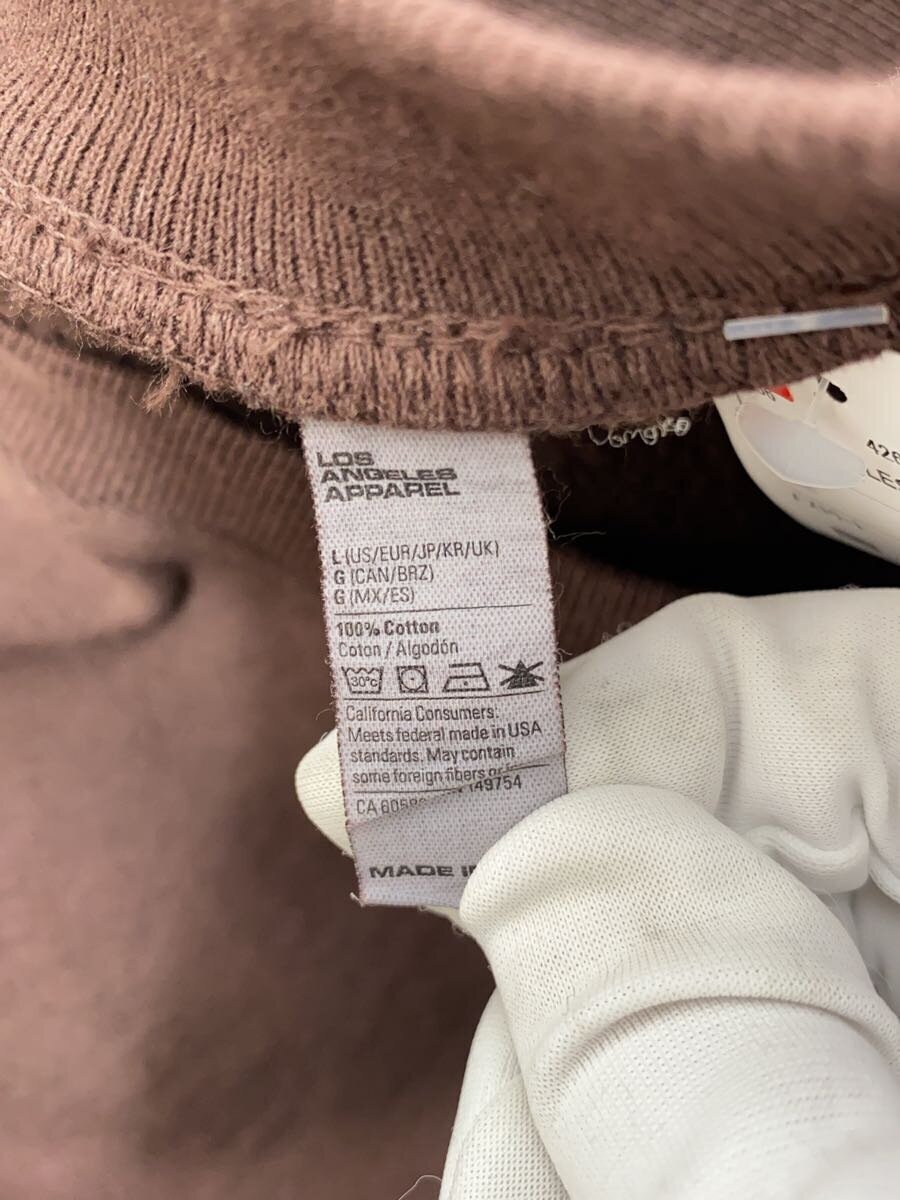 LOS
ANGELES
APPAREL
L (US/EUR/JP/KR/UK)
G (CAN/BRZ)
G (MX/ES)
100% Cotton
Coton / Algodón
30°c
California Consumers:
Meets federal made in USA
standards. May contain
some foreign fibers
CA 149754
MADE
426